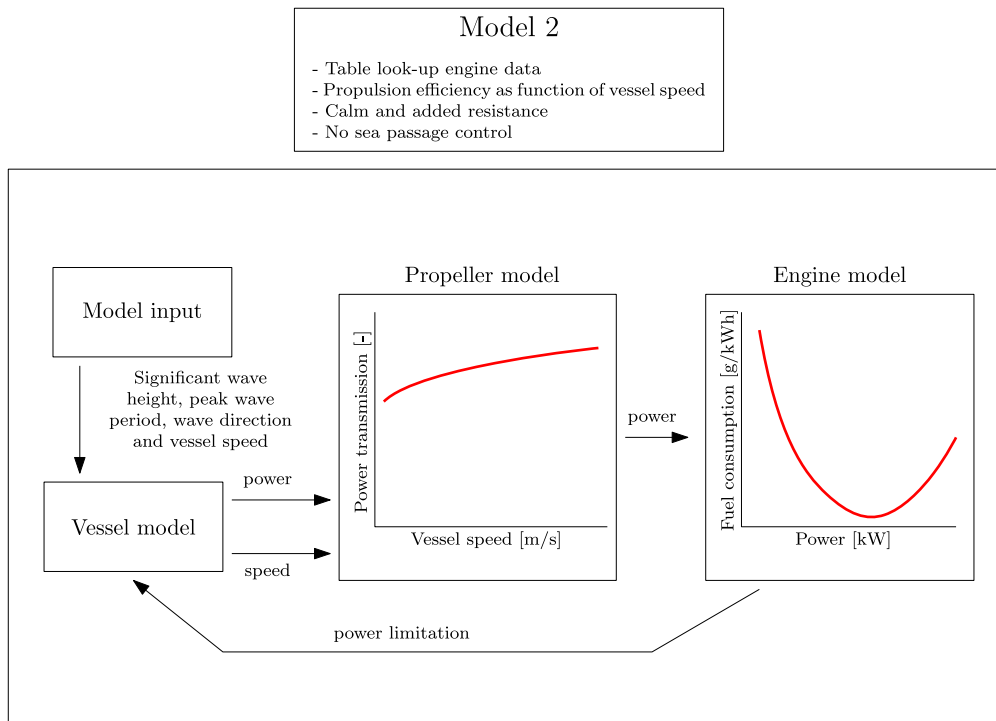 Model 2
- Table look-up engine data
- Propulsion efficiency as function of vessel speed
- Calm and added resistance
- No sea passage control
Model input
Significant wave
height, peak wave
period, wave direction
and vessel speed
Vessel model
power
speed
Propeller model
Power transmission [-]
Vessel speed [m/s]
power
Engine model
Fuel consumption [g/kWh]
Power [kW]
power limitation